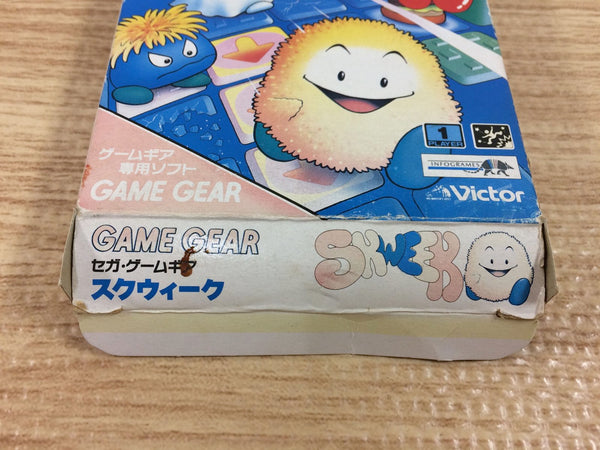 ゲームギア
専用ソフト
GAME GEAR
1
PLAYER
INFOGRAMES
Victor
GAME GEAR
セガ・ゲームギア
スクウィーク
SKWEEK